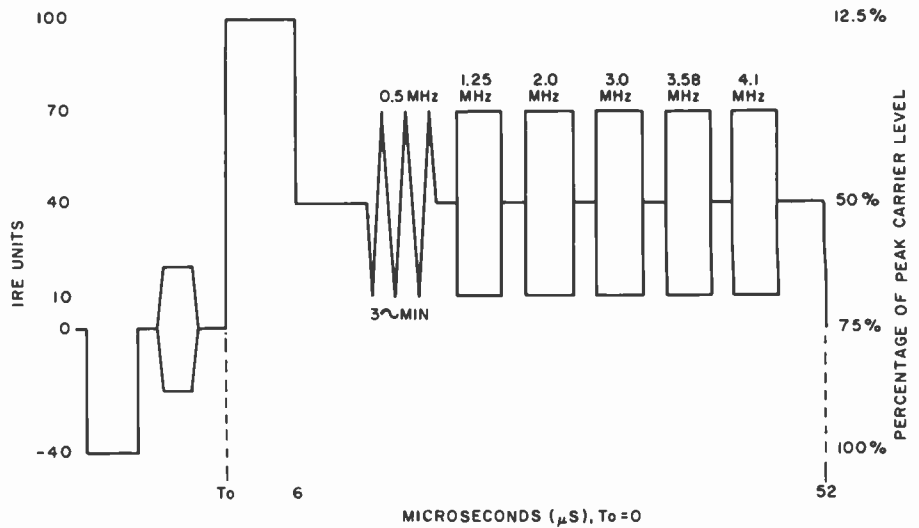 100
12.5%
1.25 MHz
2.0 MHz
3.0 MHz
3.58 MHz
4.1 MHz
0.5 MHz
70
40
50%
IRE UNITS
10
3∿MIN
0
75%
PERCENTAGE OF PEAK CARRIER LEVEL
-40
100%
To
6
52
MICROSECONDS (μS), To=0